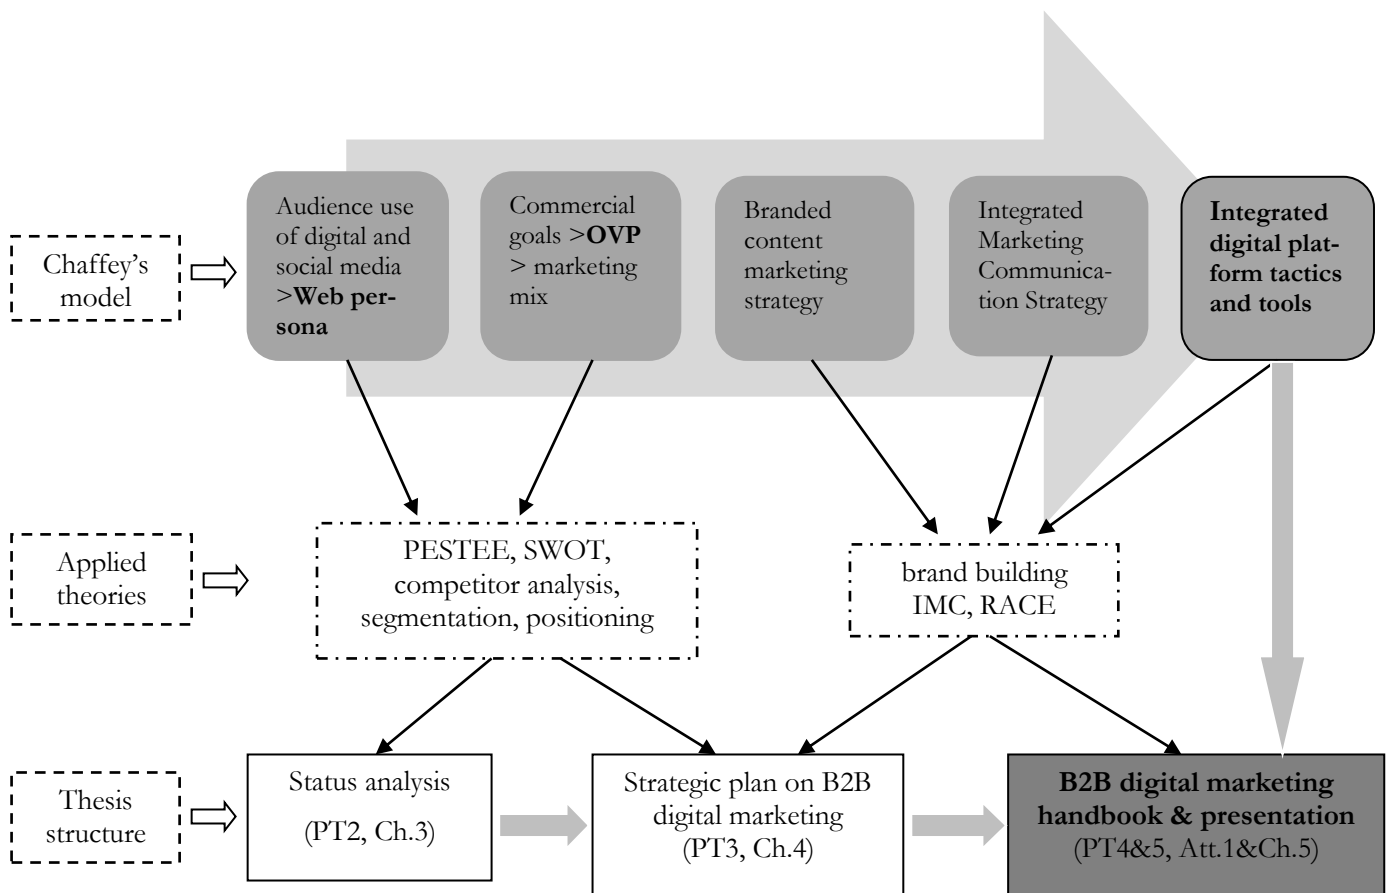 Chaffey's
model
Audience use
of digital and
social media
>Web per-
sona
Commercial
goals >OVP
> marketing
mix
Branded
content
marketing
strategy
Integrated
Marketing
Communica-
tion Strategy
Integrated
digital plat-
form tactics
and tools
Applied
theories
PESTEE, SWOT,
competitor analysis,
segmentation, positioning
brand building
IMC, RACE
Thesis
structure
Status analysis
(PT2, Ch.3)
Strategic plan on B2B
digital marketing
(PT3, Ch.4)
B2B digital marketing
handbook & presentation
(PT4&5, Att.1&Ch.5)